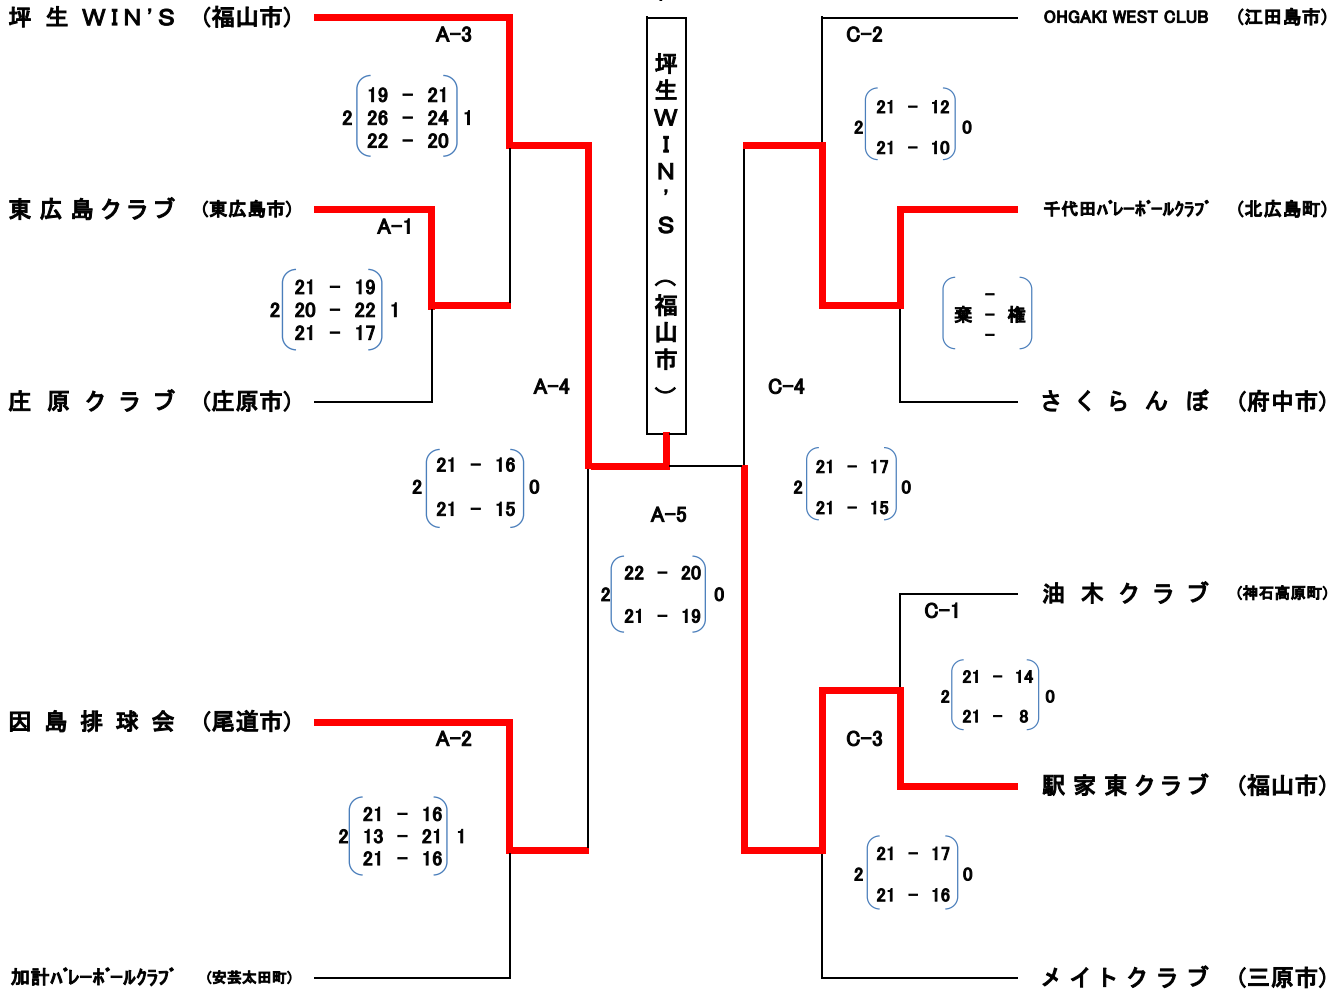 坪生WIN'S (福山市)
A-3
2 19 - 21 1
26 - 24
22 - 20
東広島クラブ (東広島市)
A-1
2 21 - 19 1
20 - 22
21 - 17
庄原クラブ (庄原市)
A-4
2 21 - 16 0
21 - 15
因島排球会 (尾道市)
A-2
2 21 - 16 1
13 - 21
21 - 16
加計バレーボールクラブ (安芸太田町)
坪生WIN'S (福山市)
A-5
2 22 - 20 0
21 - 19
OHGAKI WEST CLUB (江田島市)
C-2
2 21 - 12 0
21 - 10
千代田バレーボールクラブ (北広島町)
-
棄 - 権
-
さくらんぼ (府中市)
C-4
2 21 - 17 0
21 - 15
油木クラブ (神石高原町)
C-1
2 21 - 14 0
21 - 8
駅家東クラブ (福山市)
C-3
2 21 - 17 0
21 - 16
メイトクラブ (三原市)